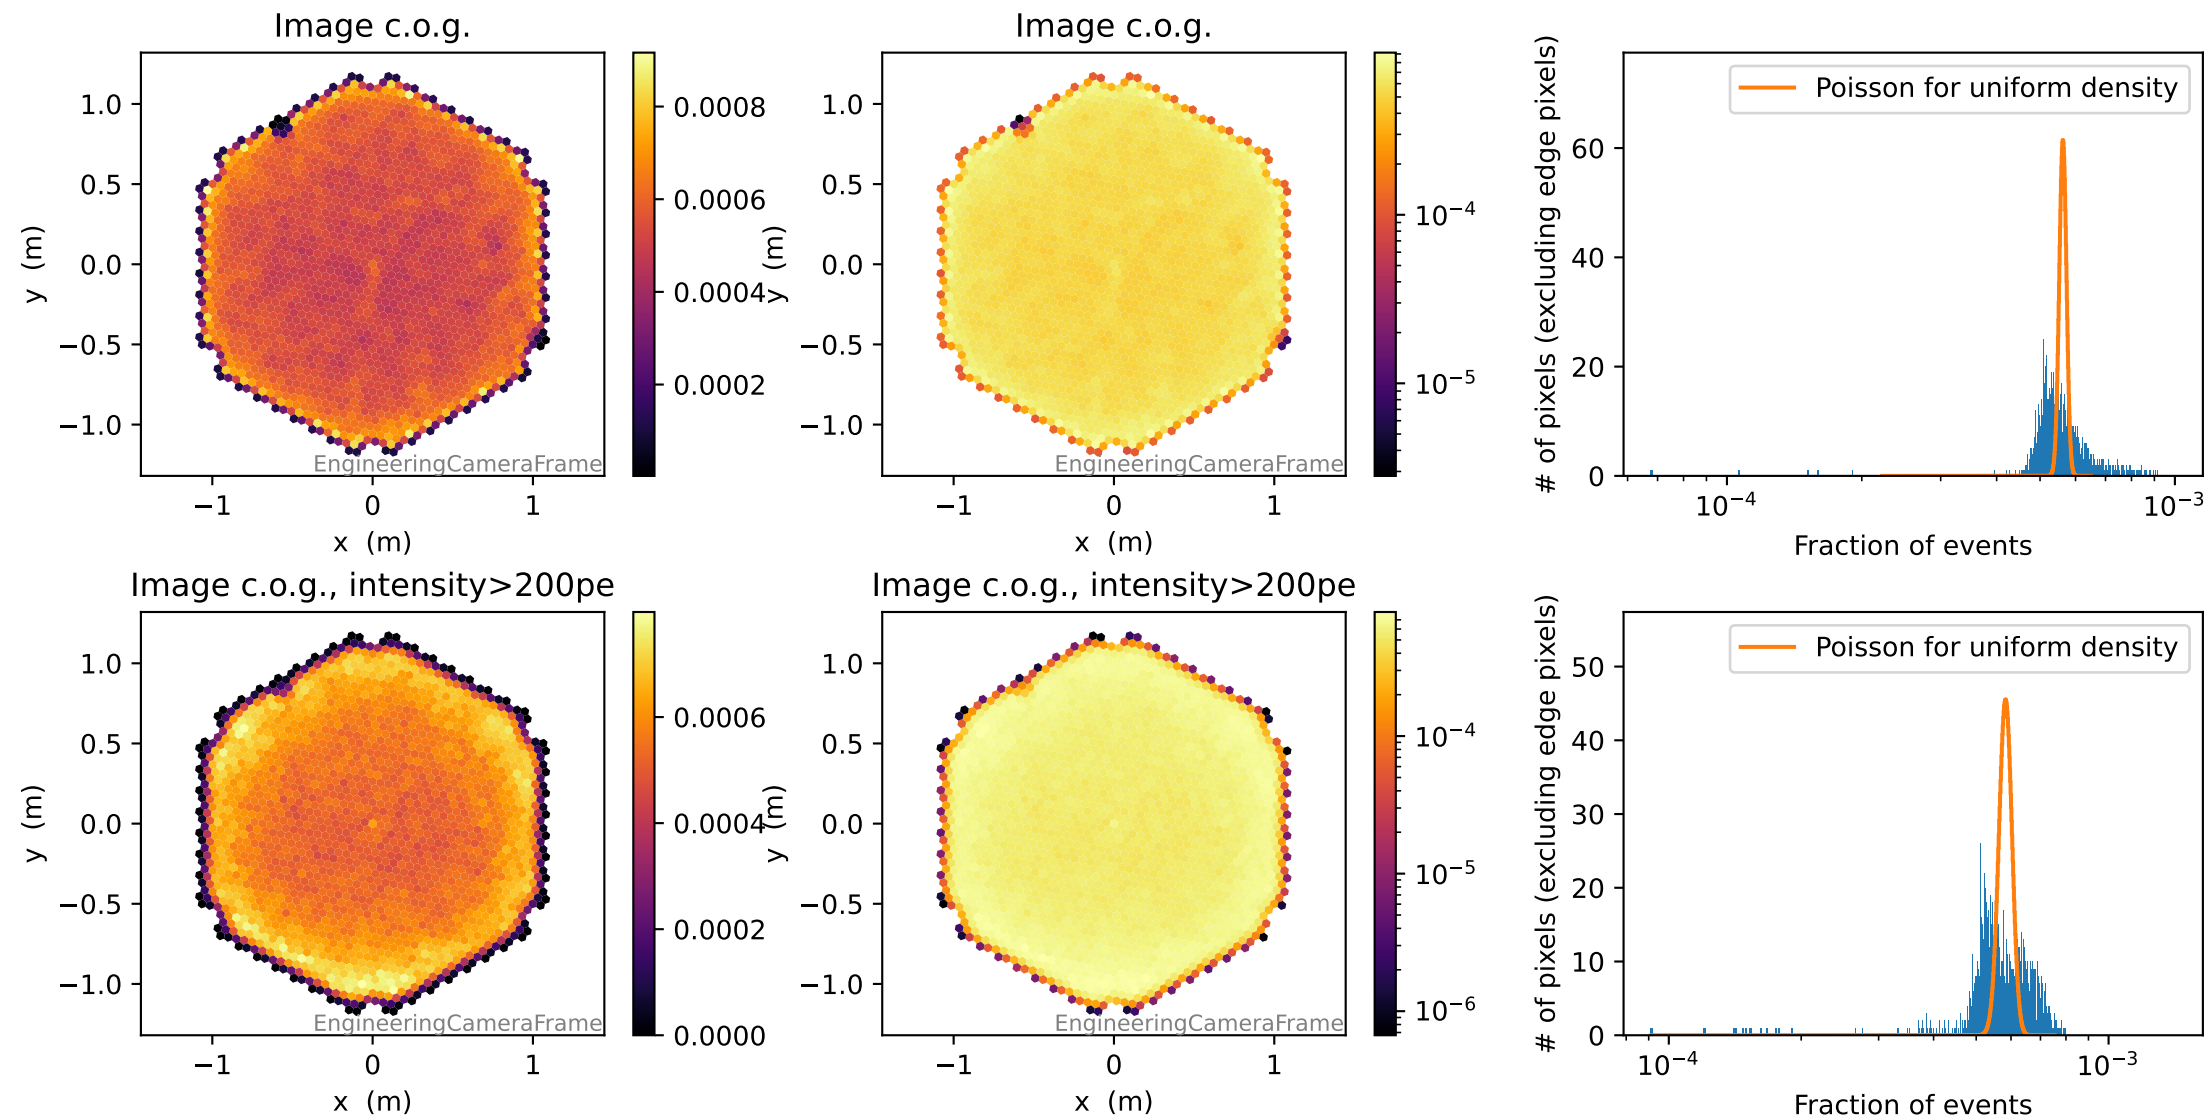 Image c.o.g.
1.0
0.5
0.0
−0.5
−1.0
y (m)
−1
0
1
x (m)
EngineeringCameraFrame
0.0008
0.0006
0.0004
0.0002
Image c.o.g.
1.0
0.5
0.0
−0.5
−1.0
y (m)
−1
0
1
x (m)
EngineeringCameraFrame
10⁻⁴
10⁻⁵
Poisson for uniform density
# of pixels (excluding edge pixels)
60
40
20
0
10⁻⁴
10⁻³
Fraction of events
Image c.o.g., intensity>200pe
1.0
0.5
0.0
−0.5
−1.0
y (m)
−1
0
1
x (m)
EngineeringCameraFrame
0.0006
0.0004
0.0002
0.0000
Image c.o.g., intensity>200pe
1.0
0.5
0.0
−0.5
−1.0
y (m)
−1
0
1
x (m)
EngineeringCameraFrame
10⁻⁴
10⁻⁵
10⁻⁶
Poisson for uniform density
# of pixels (excluding edge pixels)
50
40
30
20
10
0
10⁻⁴
10⁻³
Fraction of events